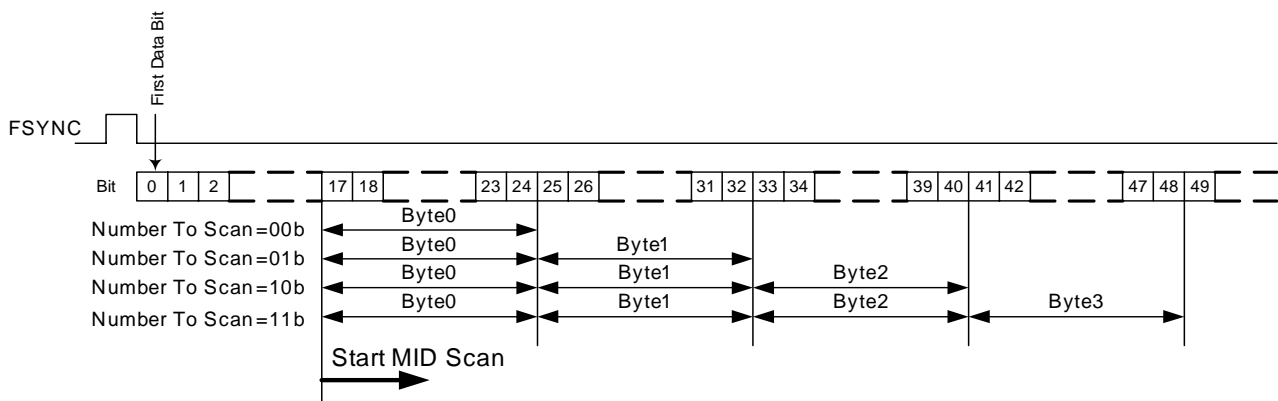 First Data Bit
FSYNC
Bit 0 1 2 17 18 23 24 25 26 31 32 33 34 39 40 41 42 47 48 49
Number To Scan=00b Byte0
Number To Scan=01b Byte0 Byte1
Number To Scan=10b Byte0 Byte1 Byte2
Number To Scan=11b Byte0 Byte1 Byte2 Byte3
Start MID Scan